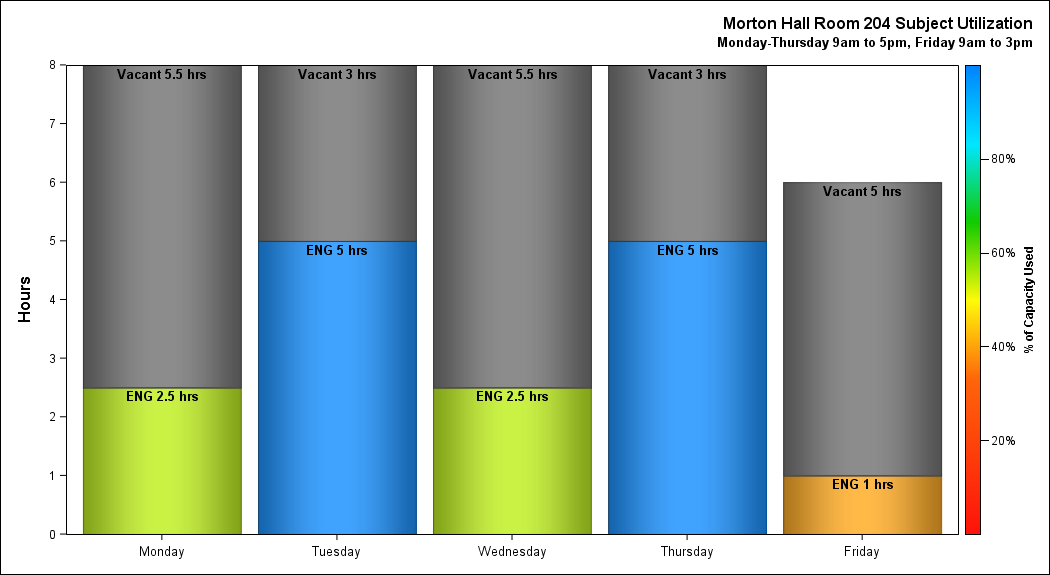 Morton Hall Room 204 Subject Utilization
Monday-Thursday 9am to 5pm, Friday 9am to 3pm
8
7
6
5
4
3
2
1
0
Hours
Vacant 5.5 hrs
ENG 2.5 hrs
Vacant 3 hrs
ENG 5 hrs
Vacant 5.5 hrs
ENG 2.5 hrs
Vacant 3 hrs
ENG 5 hrs
Vacant 5 hrs
ENG 1 hrs
Monday
Tuesday
Wednesday
Thursday
Friday
80%
60%
40%
20%
% of Capacity Used